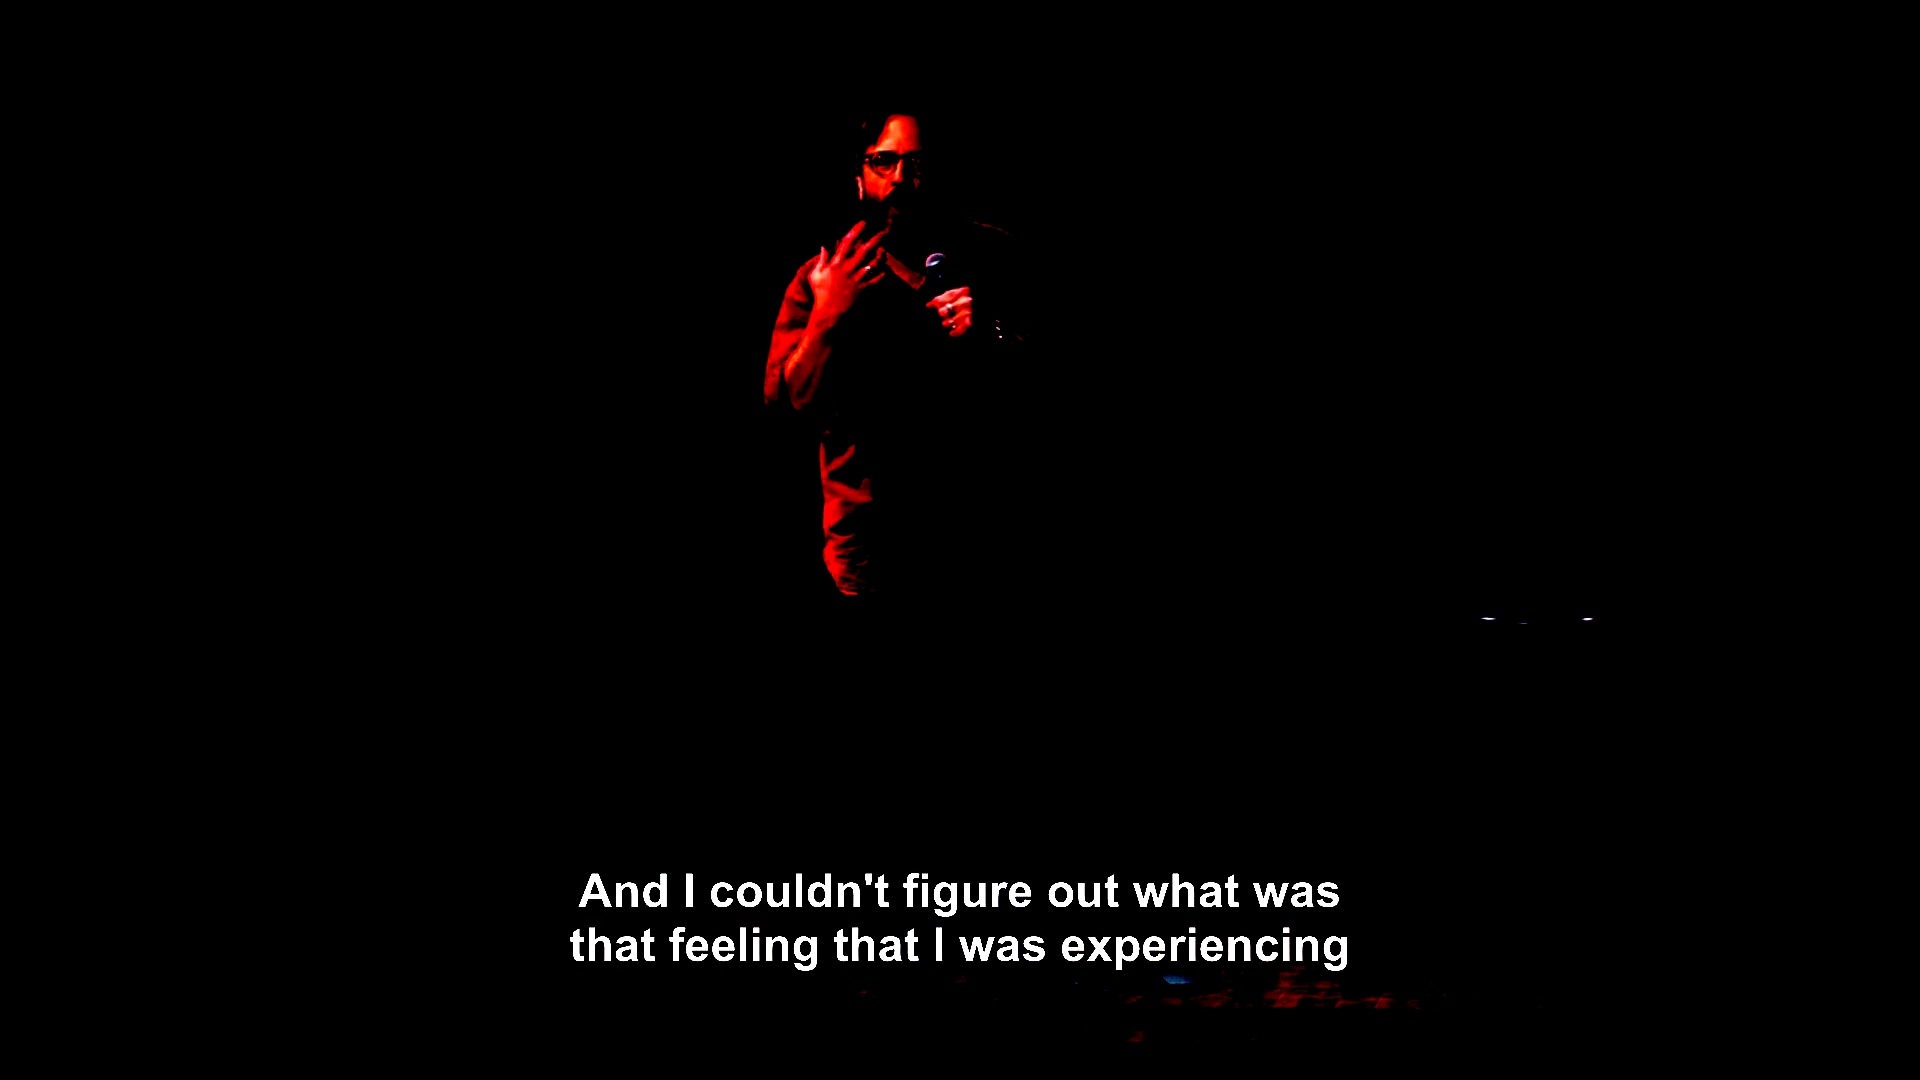 And I couldn't figure out what was
that feeling that I was experiencing